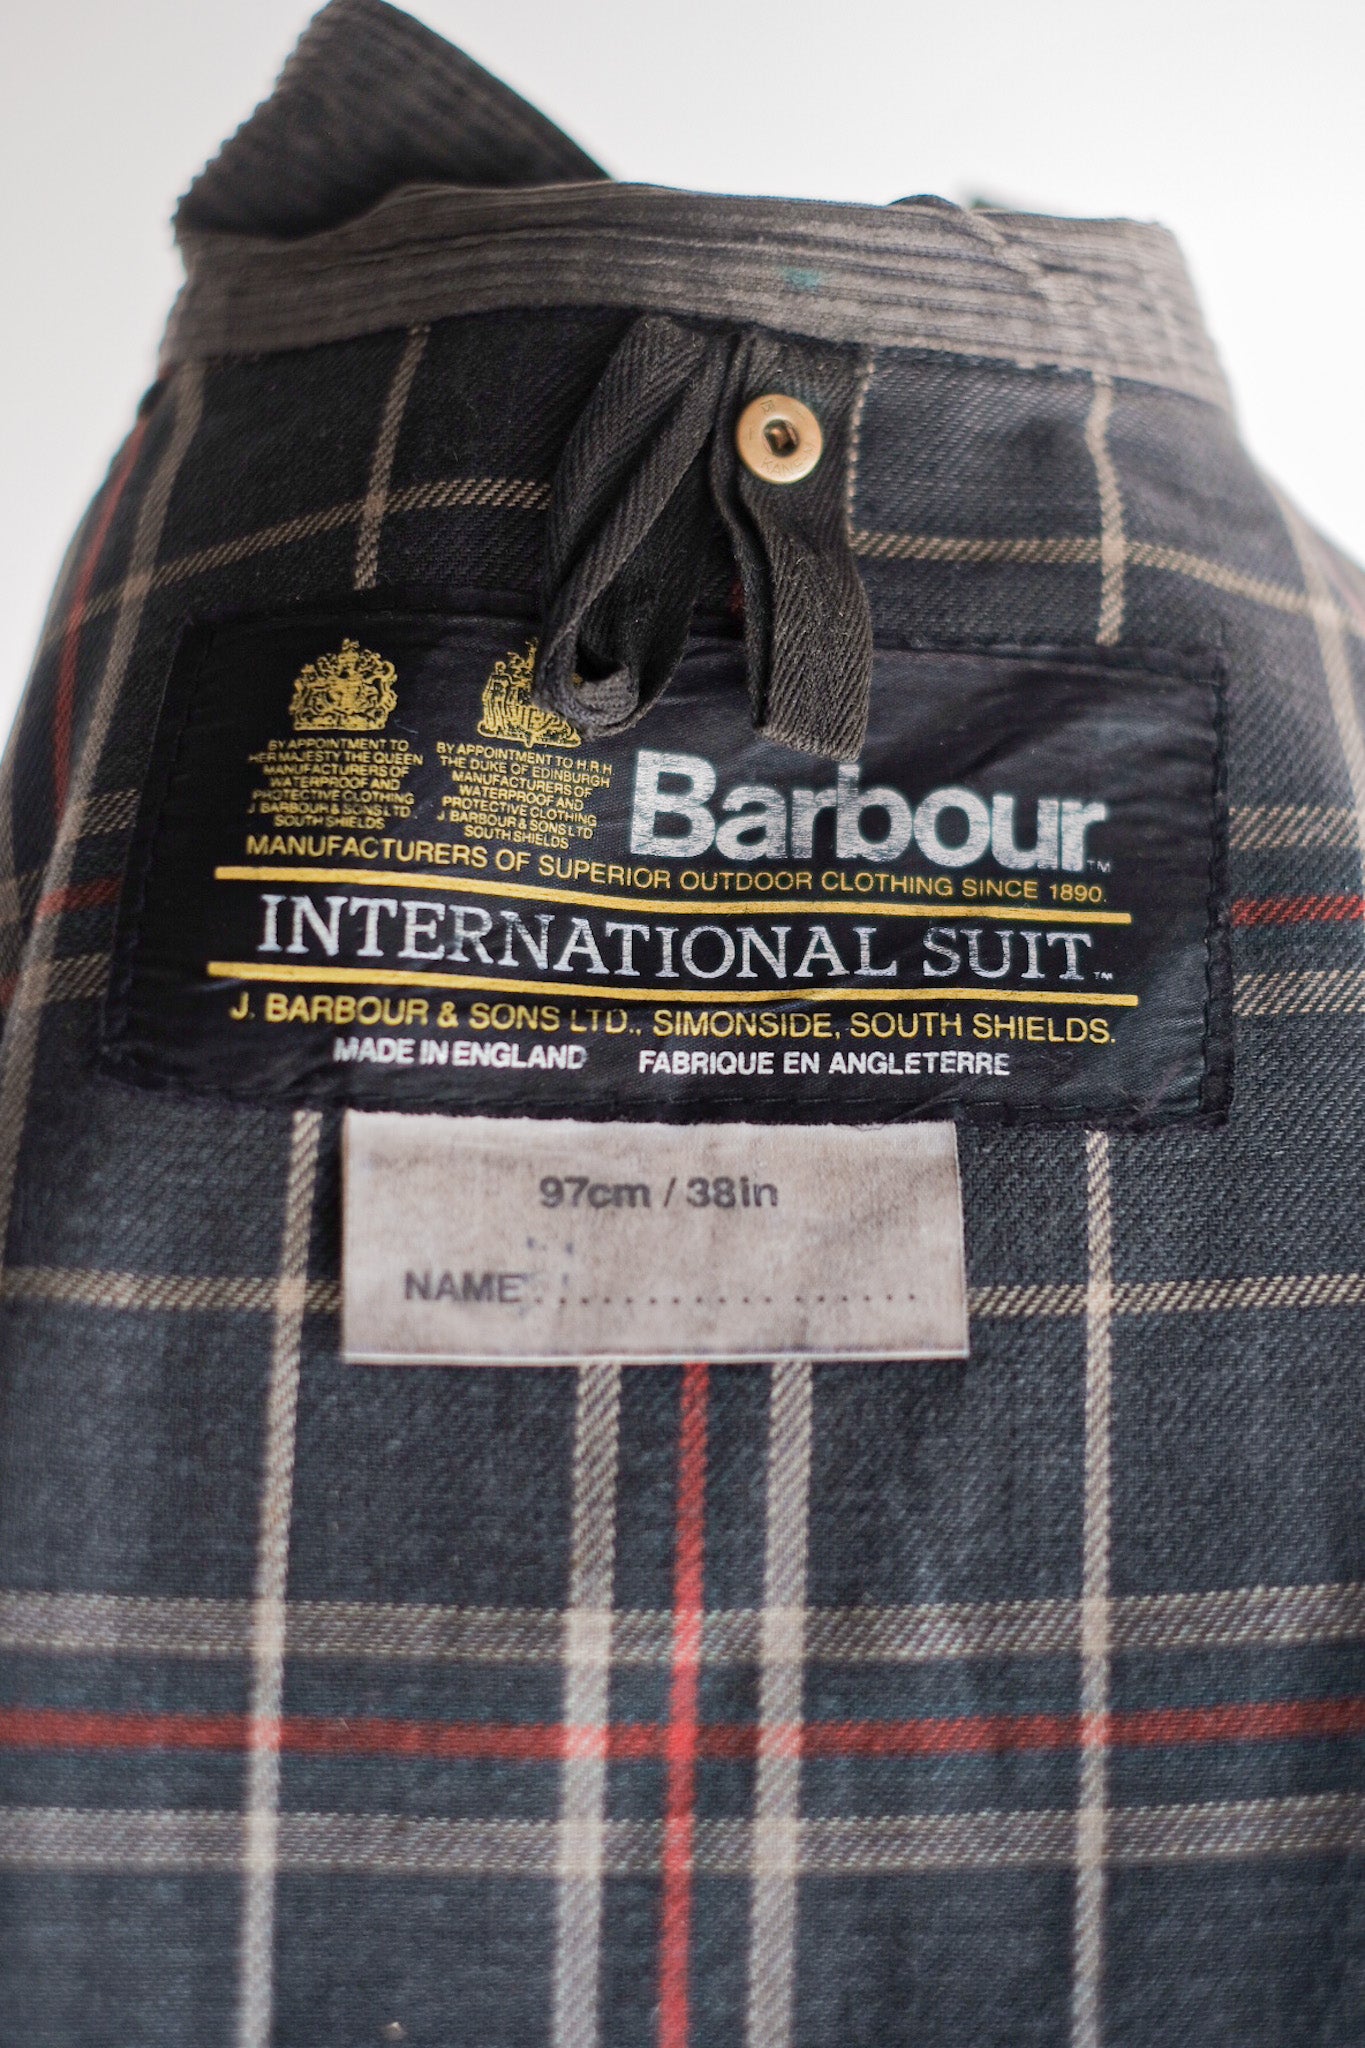 BY APPOINTMENT TO
HER MAJESTY THE QUEEN
MANUFACTURERS OF
WATERPROOF AND
PROTECTIVE CLOTHING
J BARBOUR & SONS LTD
SOUTH SHIELDS
BY APPOINTMENT TO H.R.H
THE DUKE OF EDINBURGH
MANUFACTURERS OF
WATERPROOF AND
PROTECTIVE CLOTHING
J. BARBOUR & SONS LTD
SOUTH SHIELDS
Barbour™
MANUFACTURERS OF SUPERIOR OUTDOOR CLOTHING SINCE 1890.
INTERNATIONAL SUIT™
J. BARBOUR & SONS LTD., SIMONSIDE, SOUTH SHIELDS.
MADE IN ENGLAND FABRIQUE EN ANGLETERRE
97cm / 38in
NAME..................